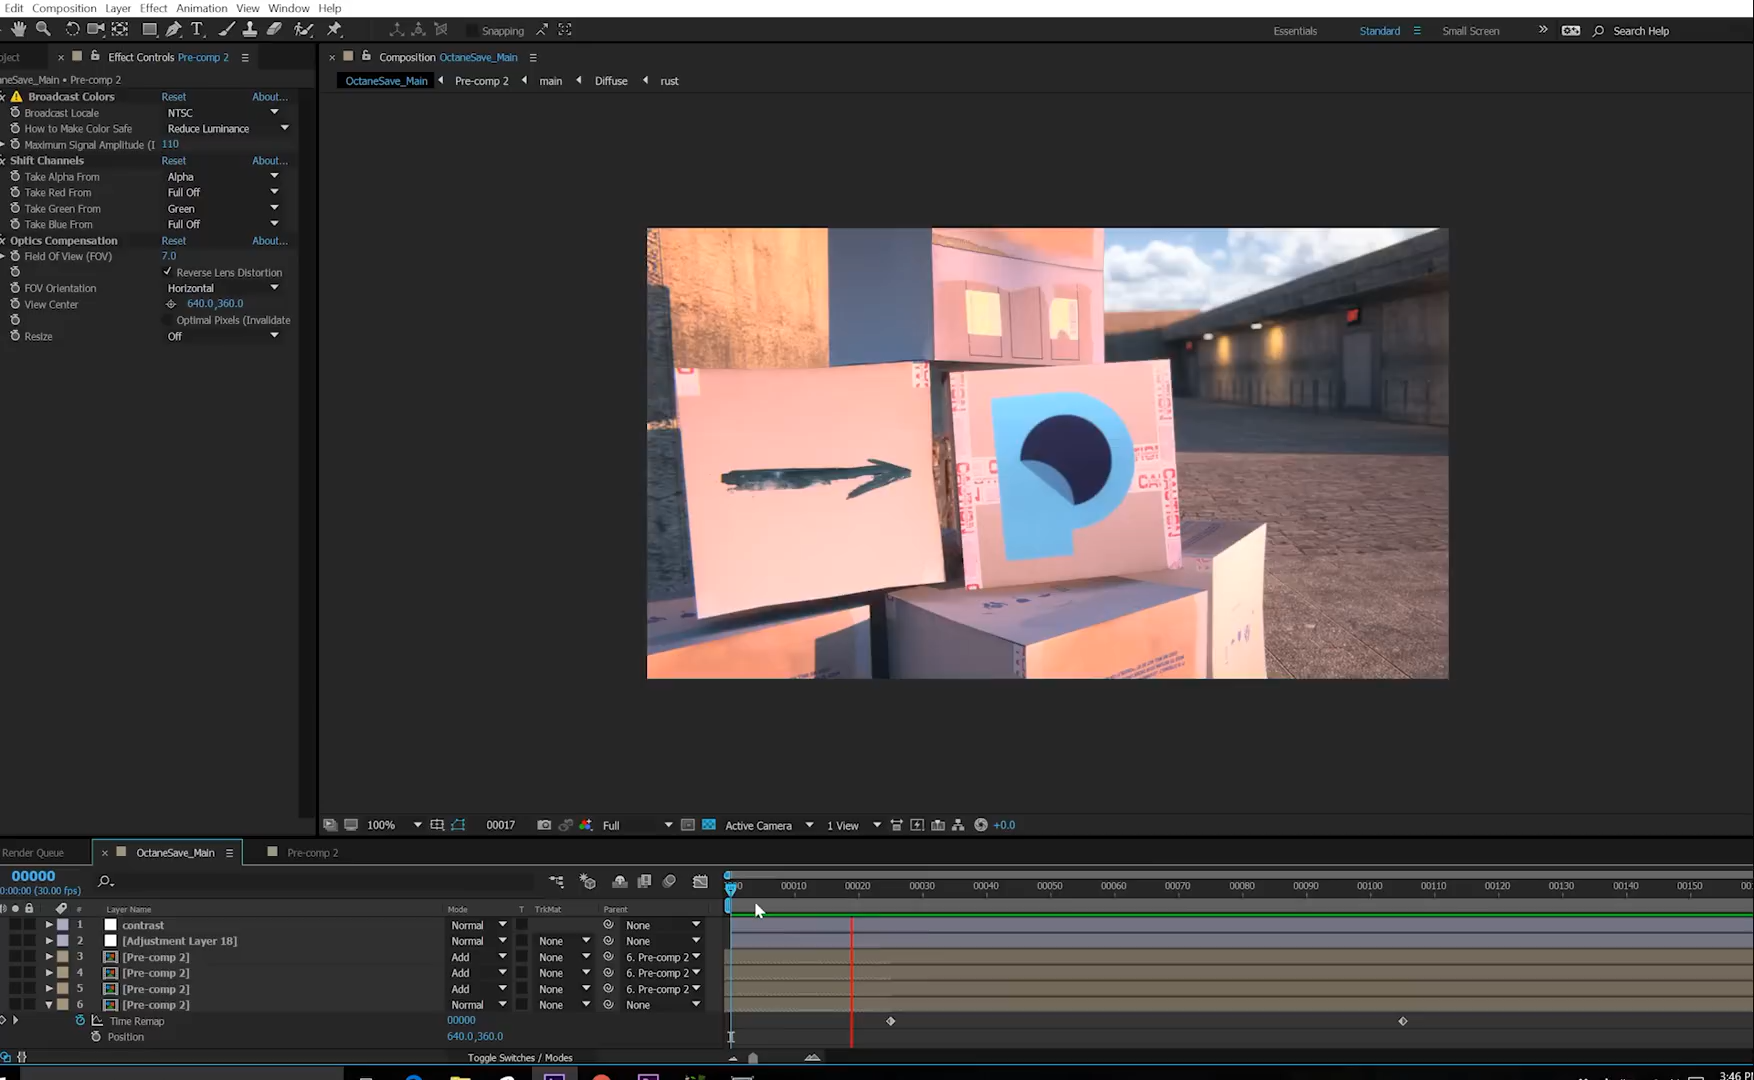 Edit Composition Layer Effect Animation View Window Help
Snapping Essentials Standard Small Screen » Search Help
Effect Controls Pre-comp 2 Composition OctaneSave_Main
neSave_Main • Pre-comp 2 OctaneSave_Main Pre-comp 2 main Diffuse rust
Broadcast Colors Reset About...
Broadcast Locale NTSC
How to Make Color Safe Reduce Luminance
Maximum Signal Amplitude (I 110
Shift Channels Reset About...
Take Alpha From Alpha
Take Red From Full Off
Take Green From Green
Take Blue From Full Off
Optics Compensation Reset About...
Field Of View (FOV) 7.0
Reverse Lens Distortion
FOV Orientation Horizontal
View Center 640.0,360.0
Optimal Pixels (Invalidate
Resize Off
P
CAUTION
100% 00017 Full Active Camera 1 View +0.0
Render Queue OctaneSave_Main Pre-comp 2
00000
0:00:00 (30.00 fps)
00010 00020 00030 00040 00050 00060 00070 00080 00090 00100 00110 00120 00130 00140 00150
# Layer Name Mode T TrkMat Parent
1 contrast Normal None
2 [Adjustment Layer 18] Normal None None
3 [Pre-comp 2] Add None 6. Pre-comp 2
4 [Pre-comp 2] Add None 6. Pre-comp 2
5 [Pre-comp 2] Add None 6. Pre-comp 2
6 [Pre-comp 2] Normal None None
Time Remap 00000
Position 640.0,360.0
Toggle Switches / Modes
3:46 PM